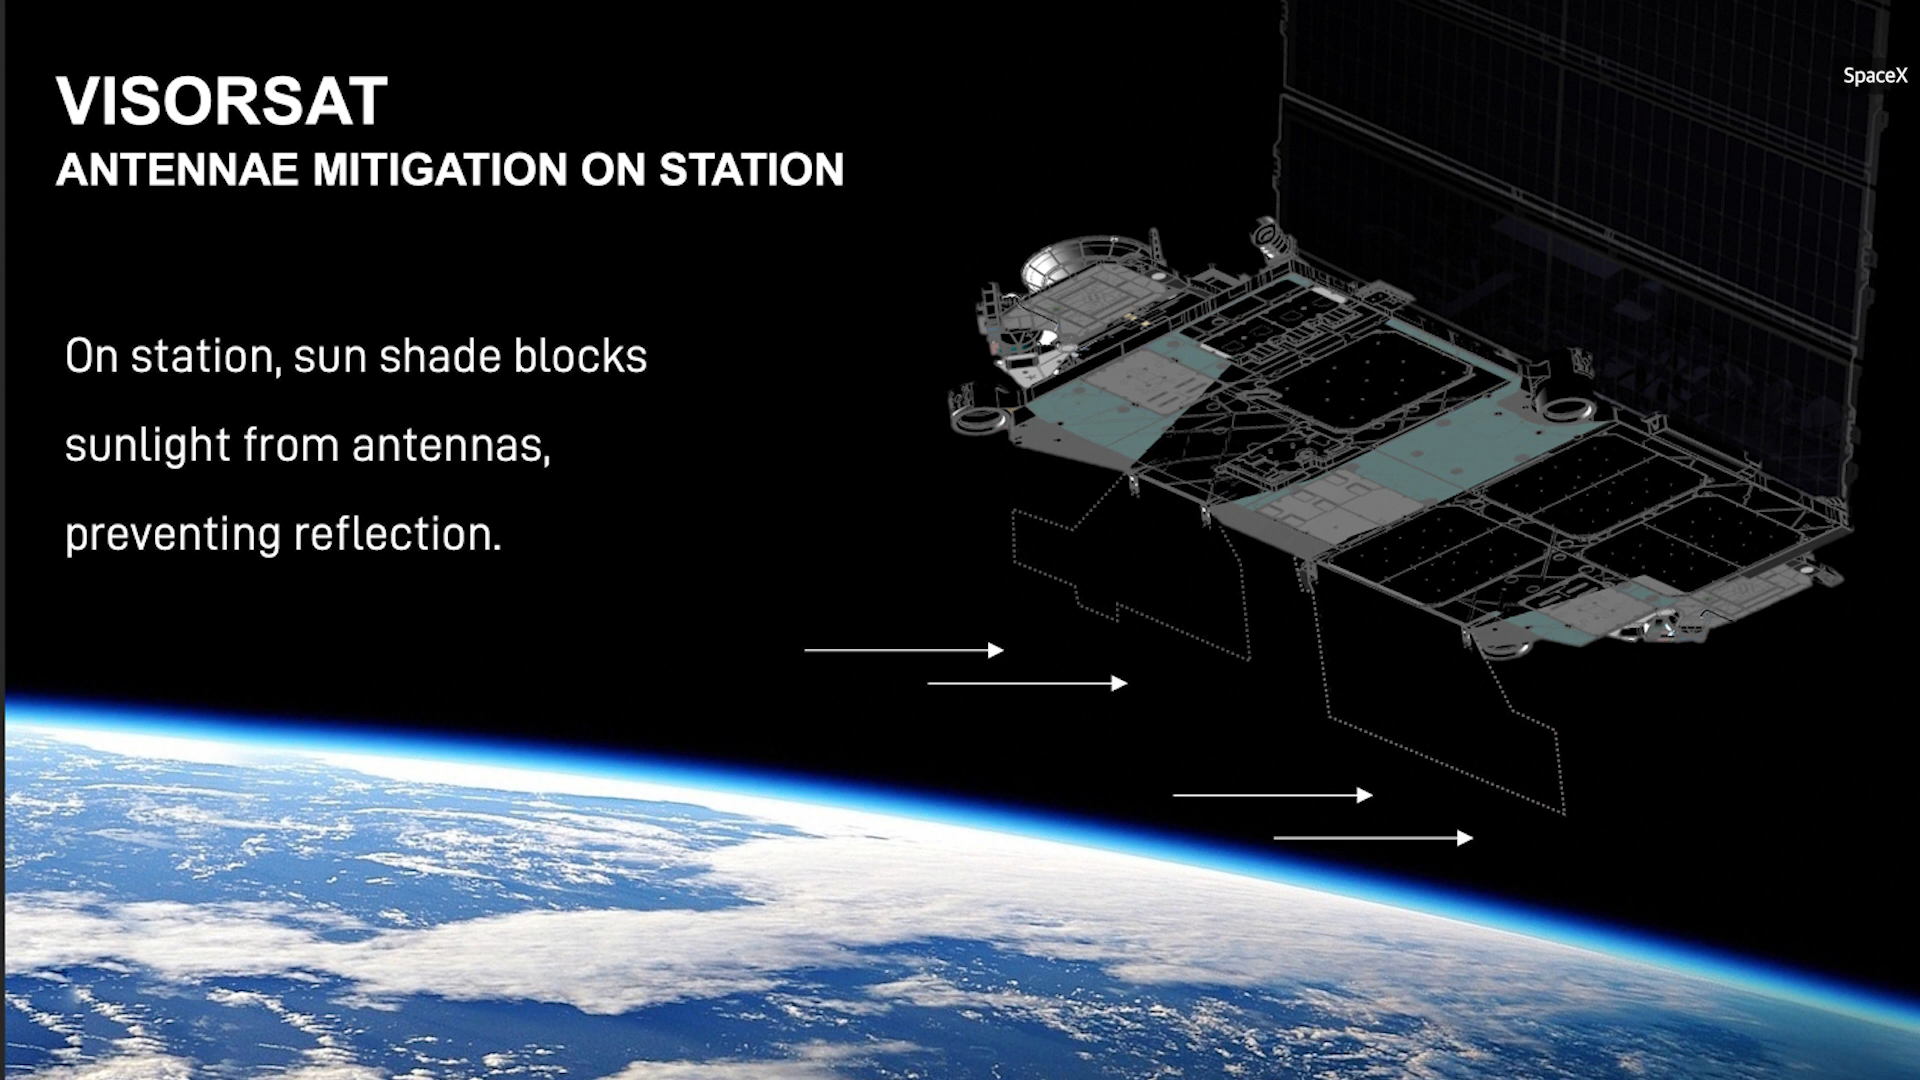 VISORSAT
ANTENNAE MITIGATION ON STATION
SpaceX
On station, sun shade blocks
sunlight from antennas,
preventing reflection.